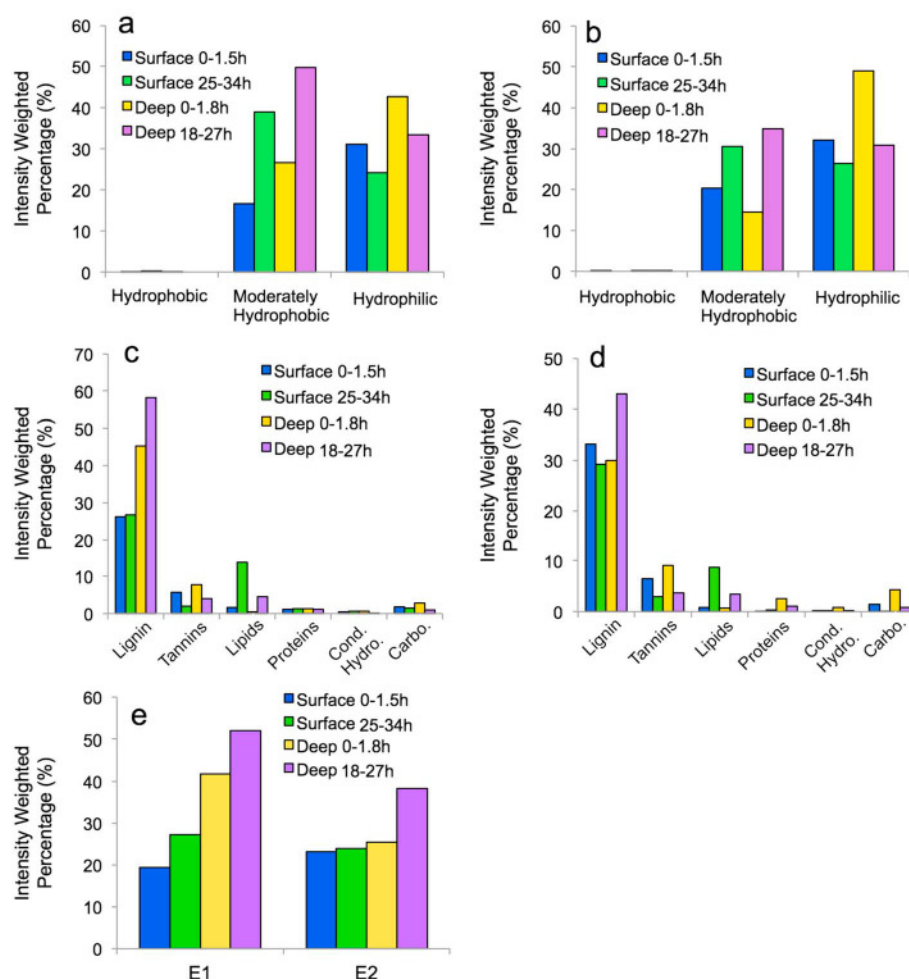 a
Intensity Weighted
Percentage (%)
60
50
40
30
20
10
0
Surface 0-1.5h
Surface 25-34h
Deep 0-1.8h
Deep 18-27h
Hydrophobic
Moderately
Hydrophobic
Hydrophilic
b
Intensity Weighted
Percentage (%)
60
50
40
30
20
10
0
Surface 0-1.5h
Surface 25-34h
Deep 0-1.8h
Deep 18-27h
Hydrophobic
Moderately
Hydrophobic
Hydrophilic
c
Intensity Weighted
Percentage (%)
70
60
50
40
30
20
10
0
Surface 0-1.5h
Surface 25-34h
Deep 0-1.8h
Deep 18-27h
Lignin
Tannins
Lipids
Proteins
Cond.
Hydro.
Carbo.
d
Intensity Weighted
Percentage (%)
50
40
30
20
10
0
Surface 0-1.5h
Surface 25-34h
Deep 0-1.8h
Deep 18-27h
Lignin
Tannins
Lipids
Proteins
Cond.
Hydro.
Carbo.
e
Intensity Weighted
Percentage (%)
60
50
40
30
20
10
0
Surface 0-1.5h
Surface 25-34h
Deep 0-1.8h
Deep 18-27h
E1
E2